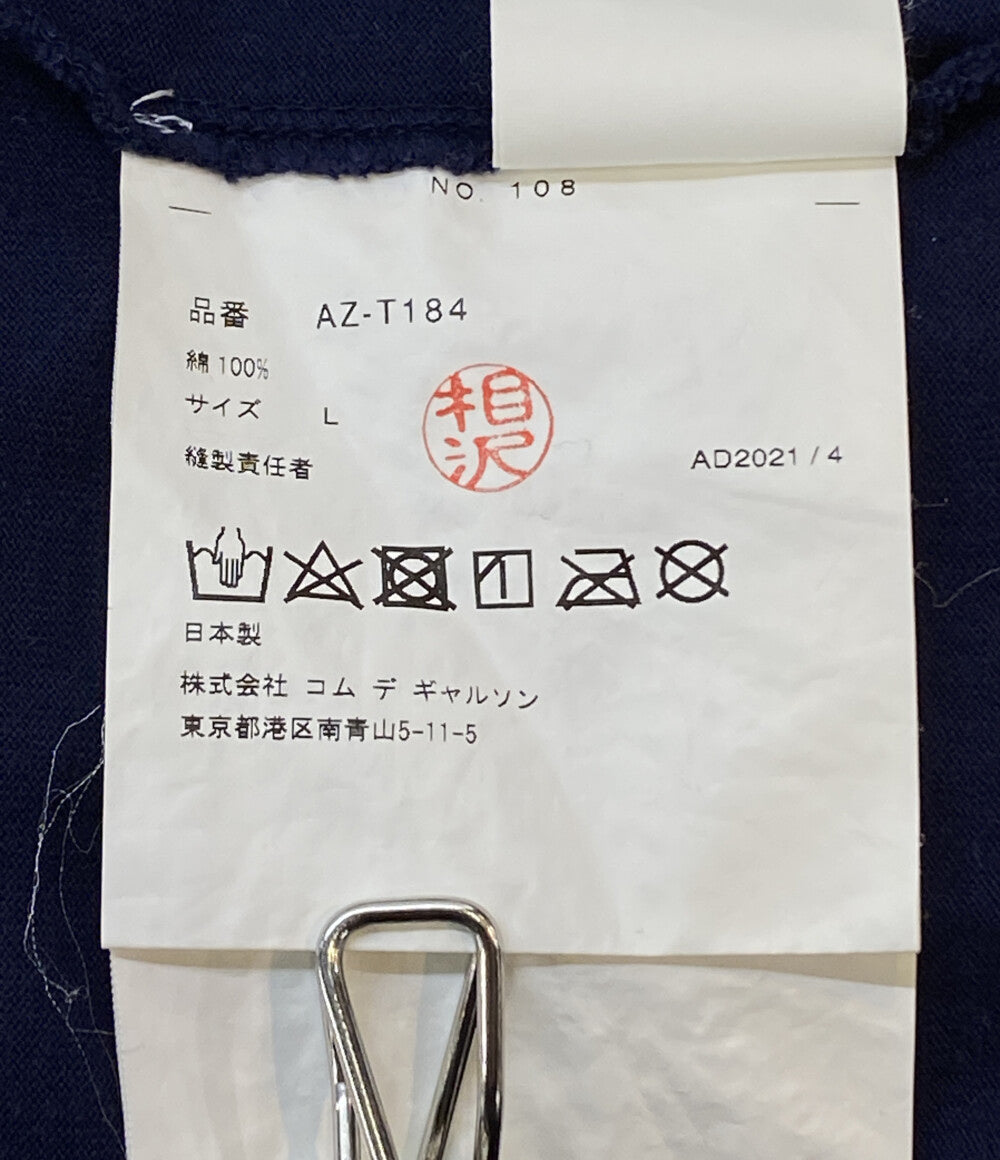 NO. 108
品番 AZ-T184
綿 100%
サイズ L
縫製責任者 相沢 AD2021 / 4
日本製
株式会社 コム デ ギャルソン
東京都港区南青山5-11-5